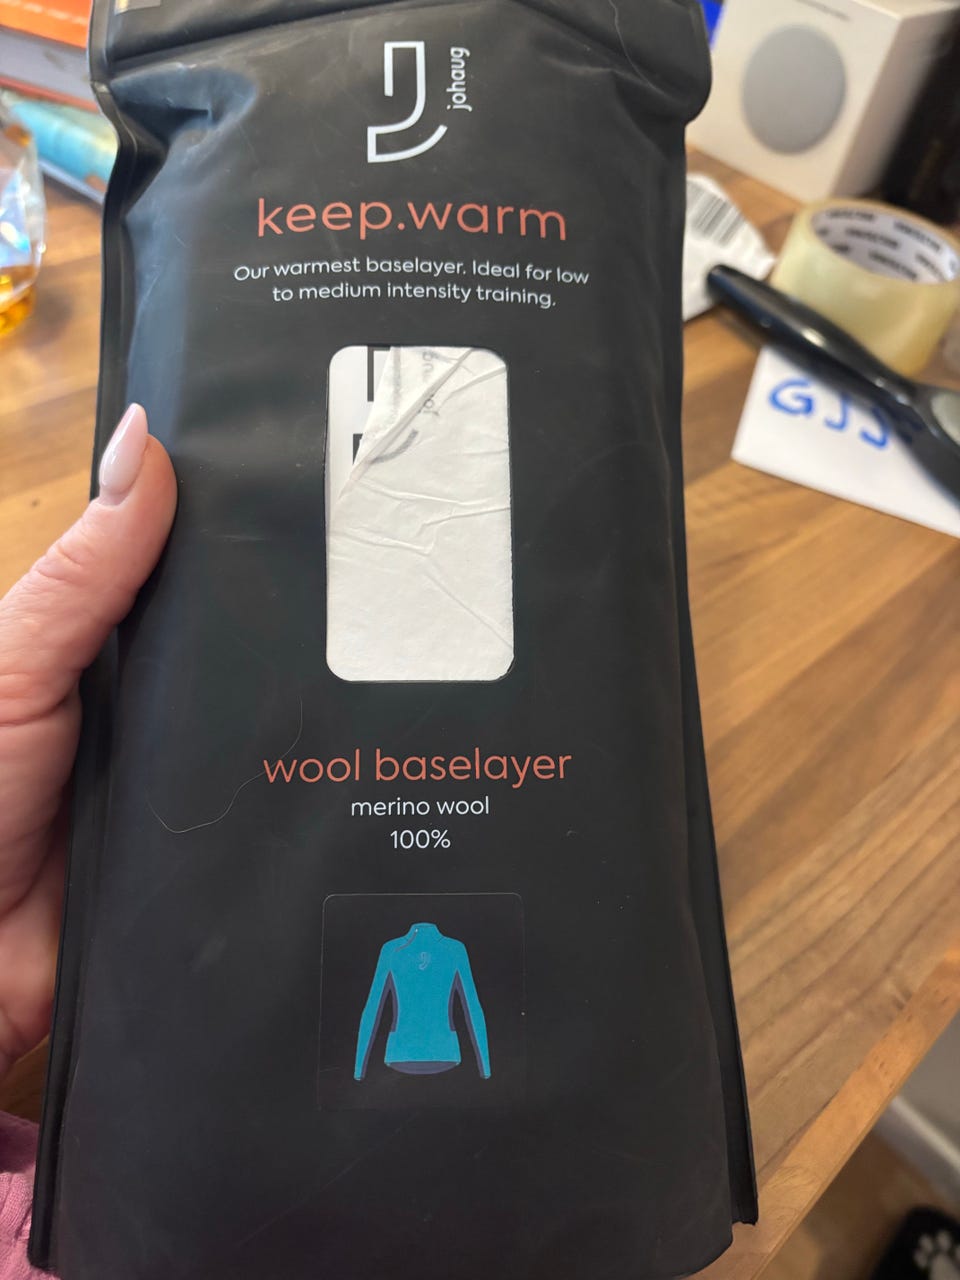 johaug
keep.warm
Our warmest baselayer. Ideal for low
to medium intensity training.
wool baselayer
merino wool
100%